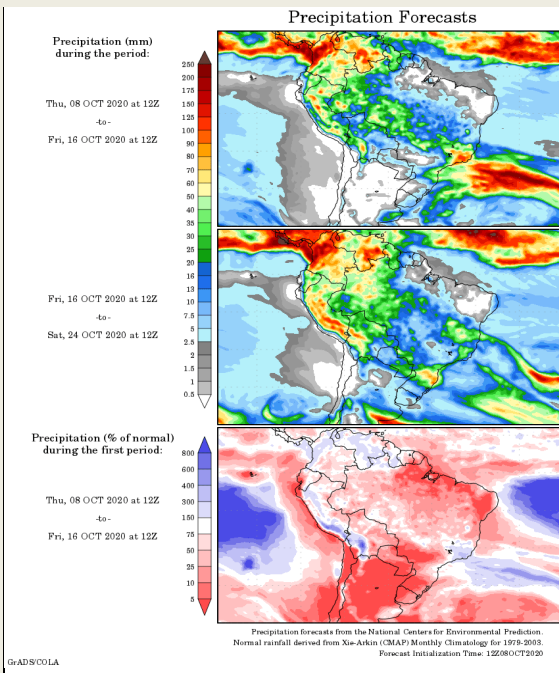 Precipitation Forecasts
Precipitation (mm)
during the period:
Thu, 08 OCT 2020 at 12Z
-to-
Fri, 16 OCT 2020 at 12Z
250
200
175
150
125
100
90
80
70
60
50
40
35
30
25
20
16
13
10
7.5
5
2.5
2
1.5
1
0.5
Fri, 16 OCT 2020 at 12Z
-to-
Sat, 24 OCT 2020 at 12Z
Precipitation (% of normal)
during the first period:
Thu, 08 OCT 2020 at 12Z
-to-
Fri, 16 OCT 2020 at 12Z
800
600
400
300
150
75
50
25
10
5
Precipitation forecasts from the National Centers for Environmental Prediction.
Normal rainfall derived from Xie-Arkin (CMAP) Monthly Climatology for 1979-2003.
Forecast Initialization Time: 12Z08OCT2020
GrADS/COLA